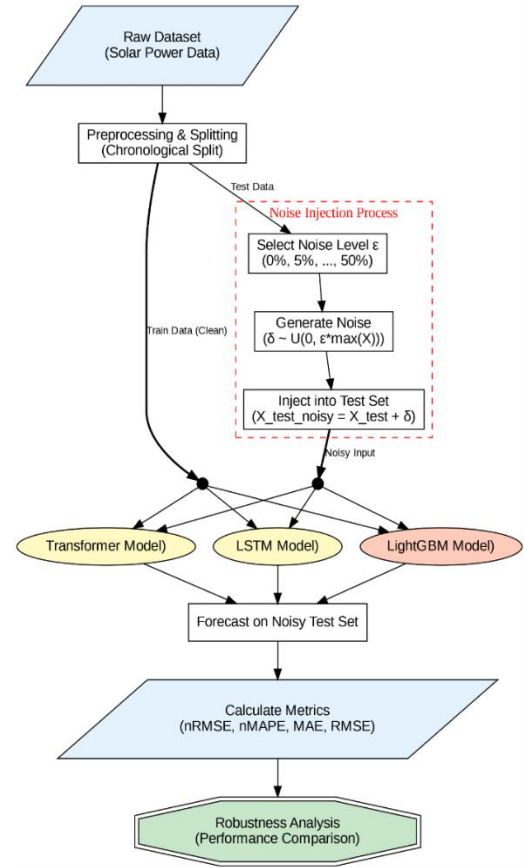 Raw Dataset
(Solar Power Data)
Preprocessing & Splitting
(Chronological Split)
Test Data
Noise Injection Process
Select Noise Level ε
(0%, 5%, ..., 50%)
Train Data (Clean)
Generate Noise
(δ ~ U(0, ε*max(X)))
Inject into Test Set
(X_test_noisy = X_test + δ)
Noisy Input
Transformer Model)
LSTM Model)
LightGBM Model)
Forecast on Noisy Test Set
Calculate Metrics
(nRMSE, nMAPE, MAE, RMSE)
Robustness Analysis
(Performance Comparison)